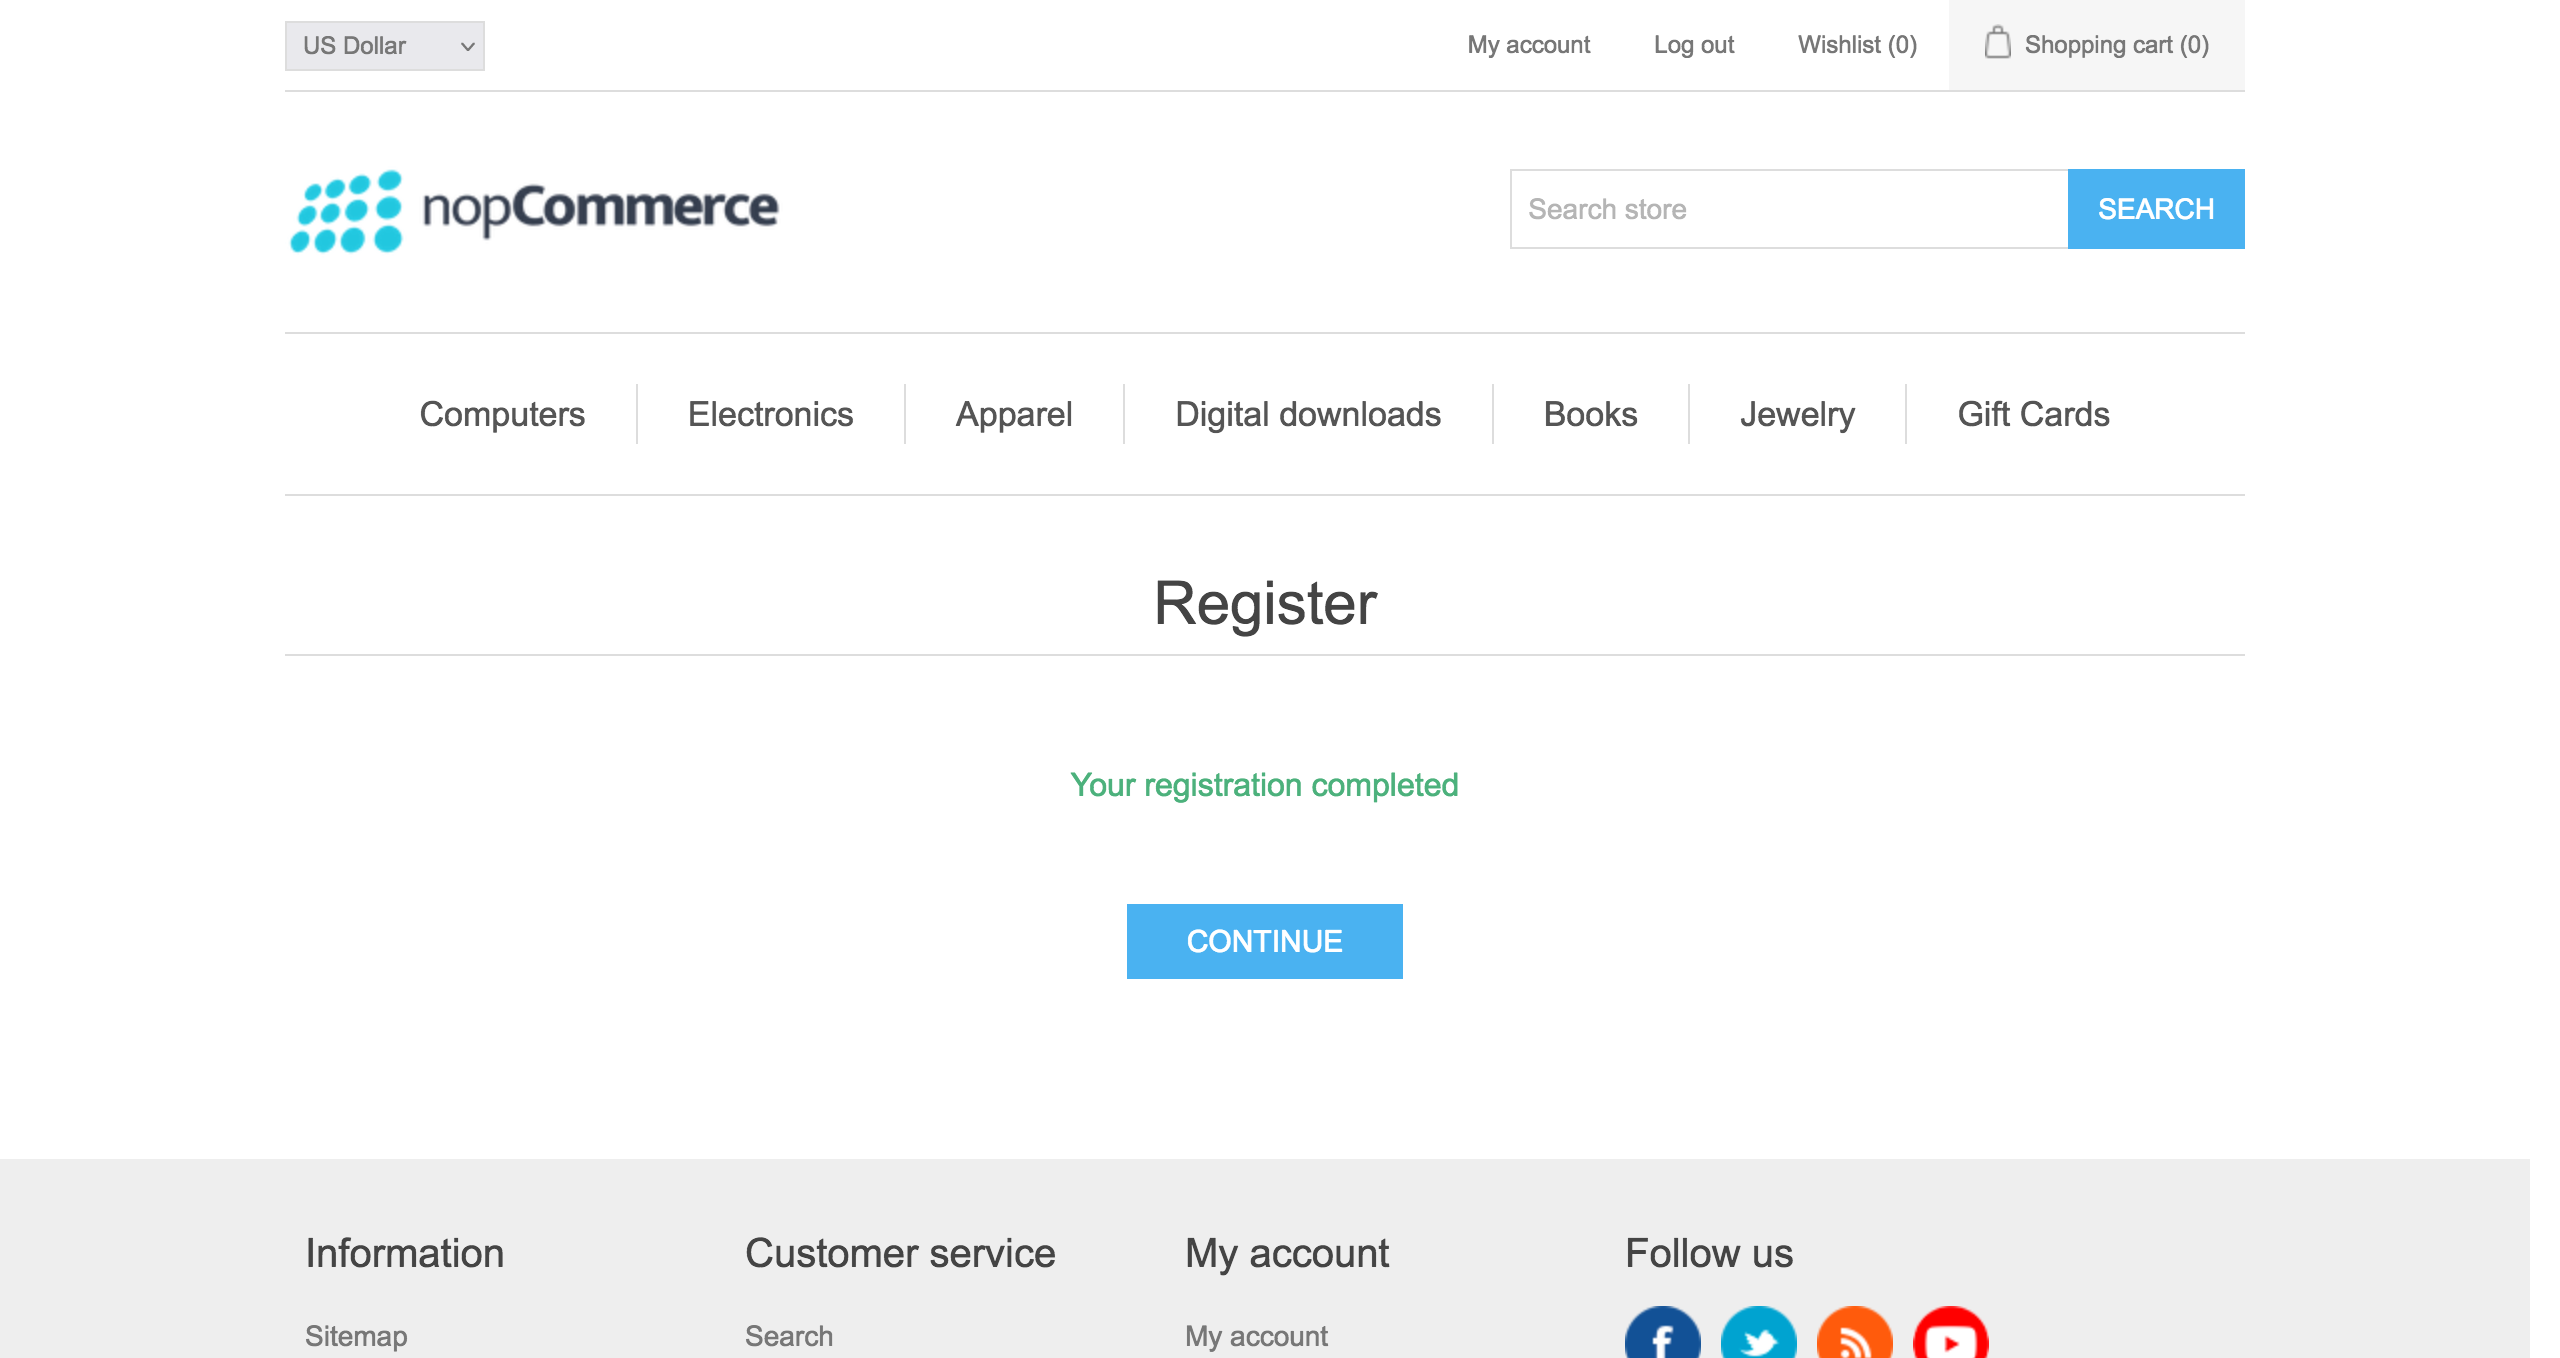 US Dollar
My account
Log out
Wishlist (0)
Shopping cart (0)
nopCommerce
Search store
SEARCH
Computers
Electronics
Apparel
Digital downloads
Books
Jewelry
Gift Cards
Register
Your registration completed
CONTINUE
Information
Customer service
My account
Follow us
Sitemap
Search
My account